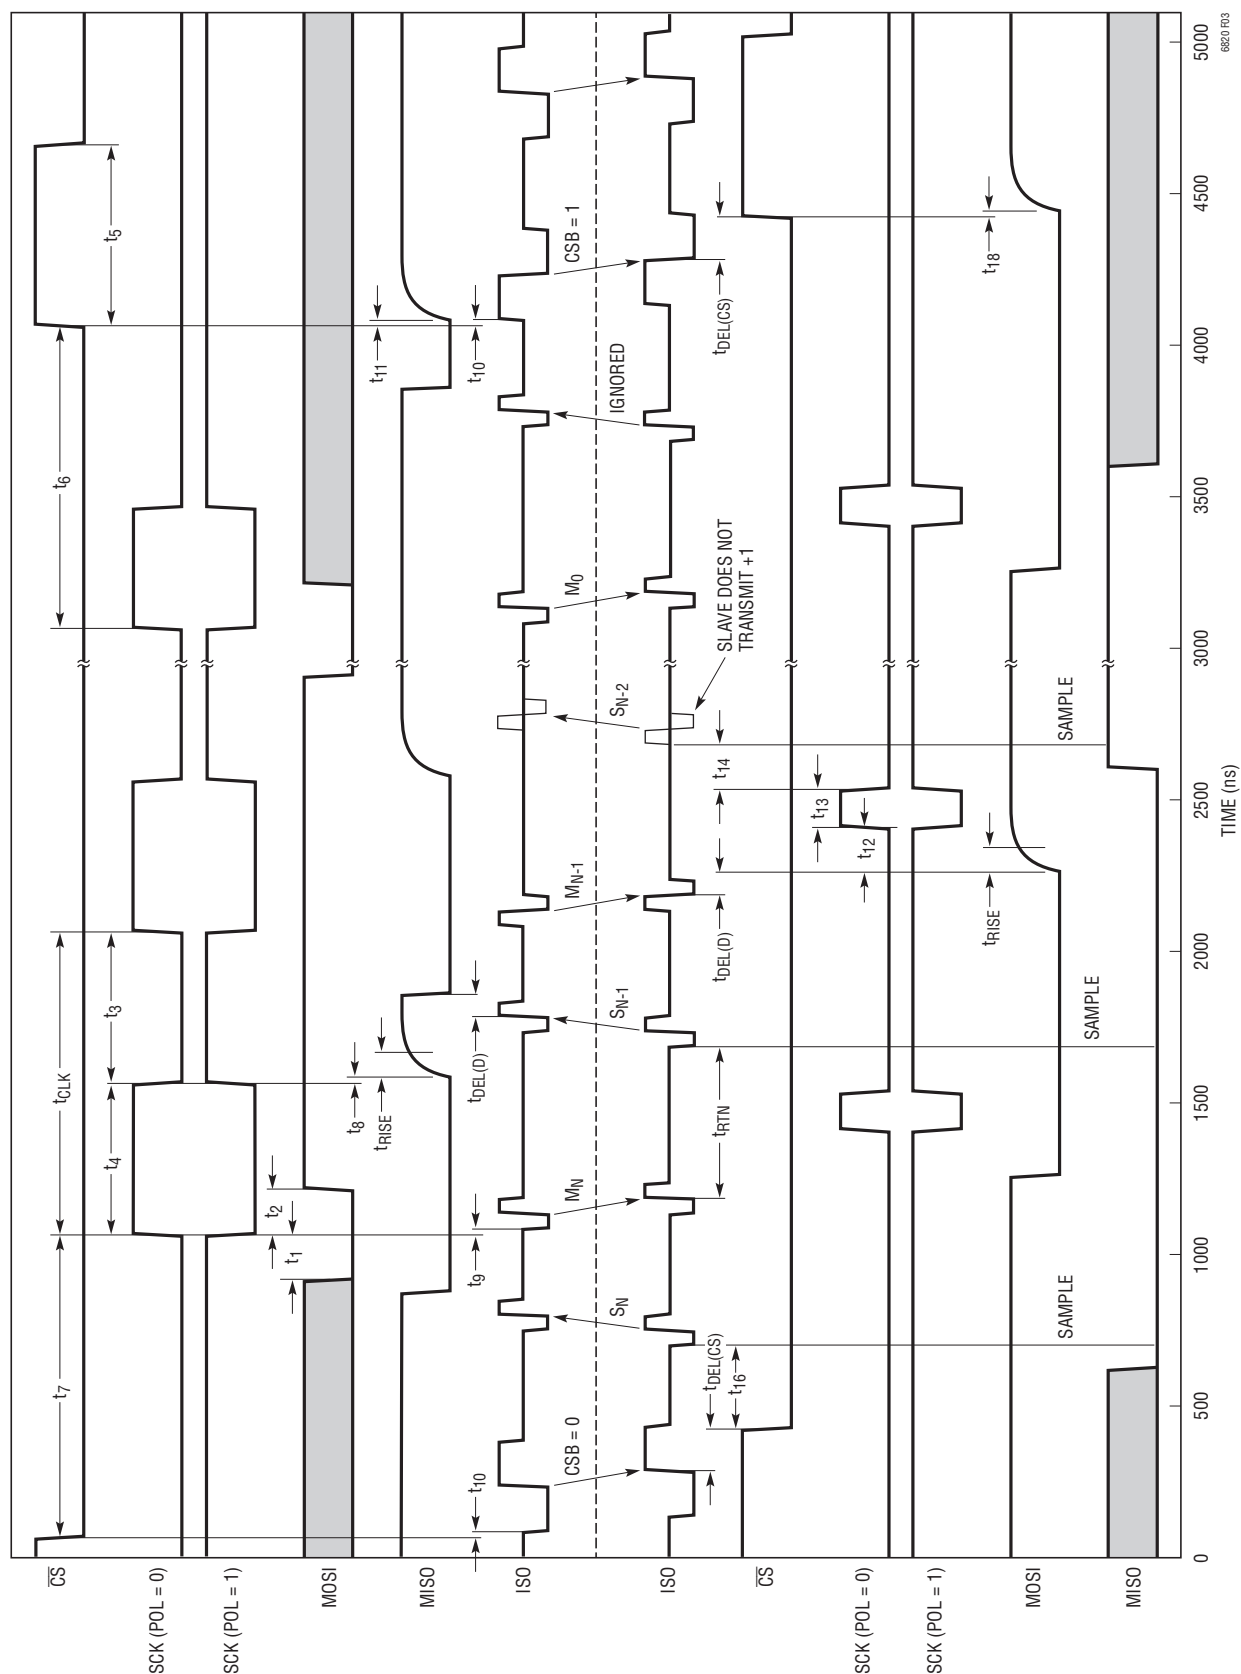 CS
SCK (POL = 0)
SCK (POL = 1)
MOSI
MISO
ISO
ISO
CS
SCK (POL = 0)
SCK (POL = 1)
MOSI
MISO
t7
tCLK
t6
t5
t4
t3
t1
t2
t8
tRISE
t11
t10
t9
tDEL(D)
t10
CSB = 0
SN
MN
SN-1
MN-1
SN-2
M0
IGNORED
CSB = 1
SLAVE DOES NOT
TRANSMIT +1
tDEL(CS)
t16
tRTN
tDEL(D)
t14
tDEL(CS)
t12
t13
tRISE
t18
SAMPLE
SAMPLE
SAMPLE
0
500
1000
1500
2000
2500
3000
3500
4000
4500
5000
TIME (ns)
6820 F03